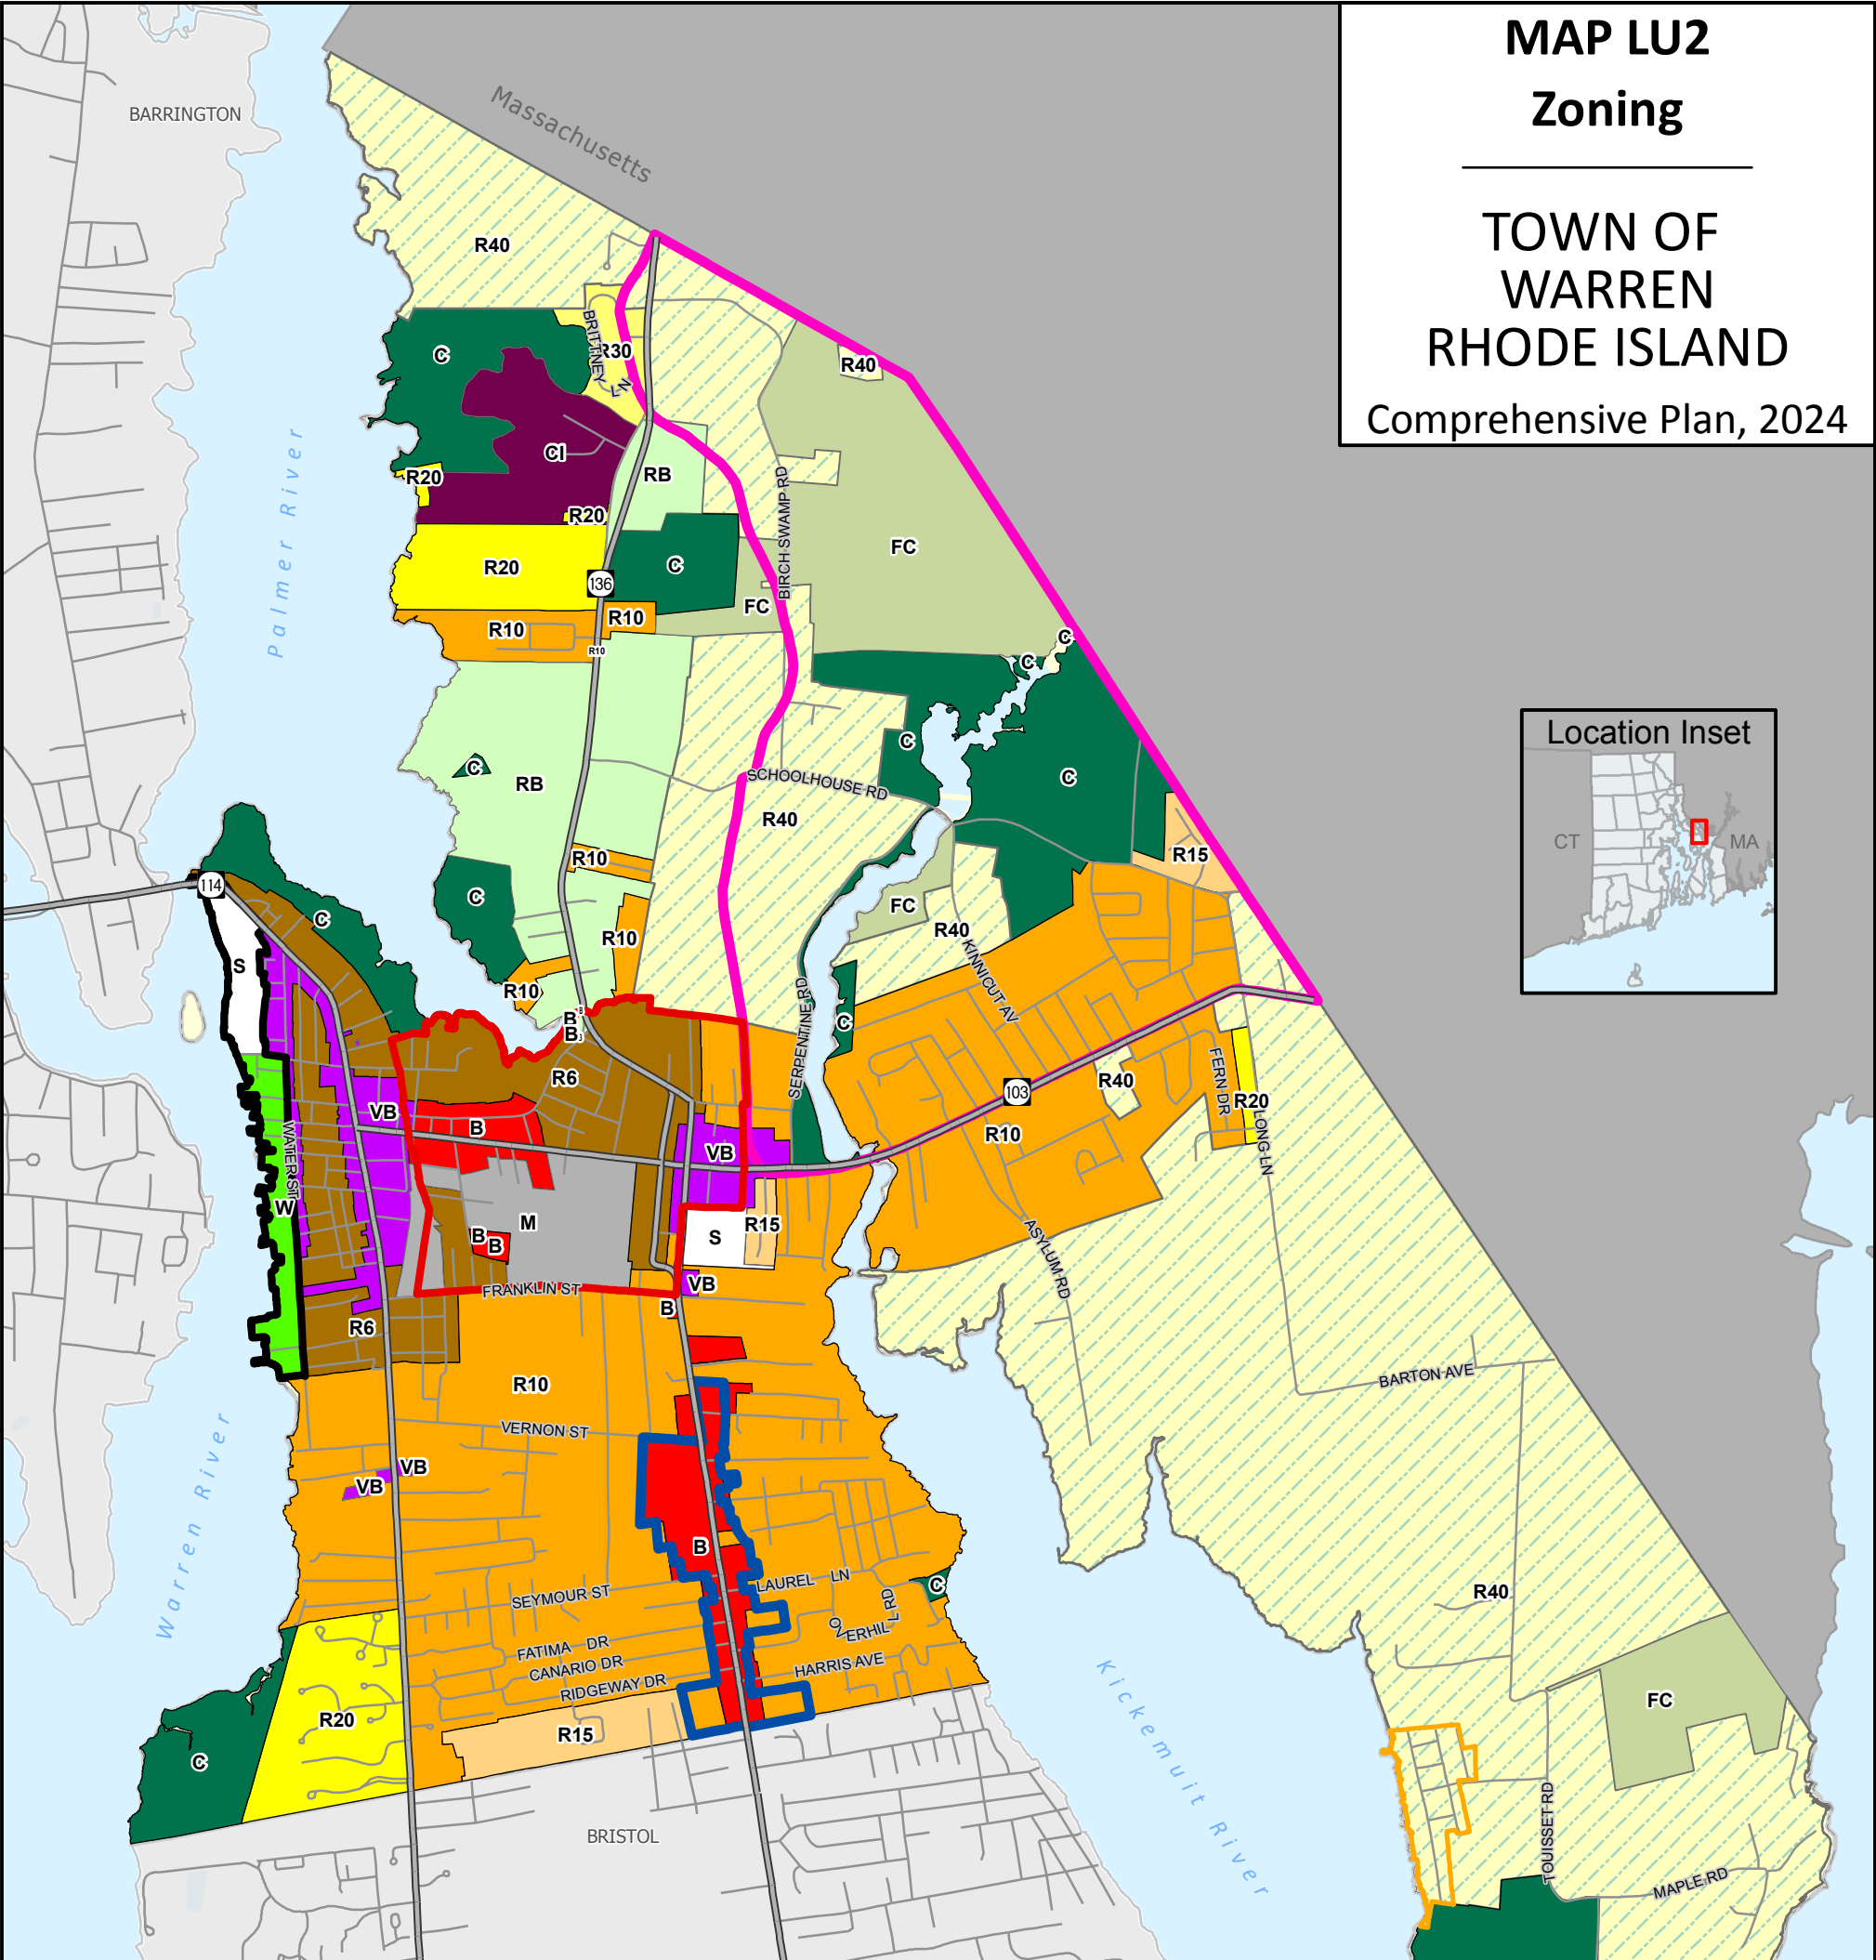 MAP LU2
Zoning
TOWN OF
WARREN
RHODE ISLAND
Comprehensive Plan, 2024
BARRINGTON
Massachusetts
R40
BRITTNEY LN
R30
C
R40
CI
RB
R20
R20
BIRCH SWAMP RD
Palmer River
R20
136
C
FC
FC
R10
R10
R10
C
C
Location Inset
CT
MA
C
RB
C
SCHOOLHOUSE RD
C
R40
R10
R15
114
C
C
FC
R40
R10
S
KINNICUT AV
R10
B
B
C
SERPENTINE RD
R6
FERN DR
R40
103
R20
VB
B
R10
VB
LONG LN
WATER ST
W
M
B
B
S
R15
ASYLUM RD
FRANKLIN ST
VB
B
R6
R10
BARTON AVE
VERNON ST
VB
VB
B
Warren River
SEYMOUR ST
LAUREL LN
C
R40
OVERHILL RD
FATIMA DR
CANARIO DR
HARRIS AVE
RIDGEWAY DR
Kickemuit River
R20
R15
FC
C
BRISTOL
TOUISSET RD
MAPLE RD